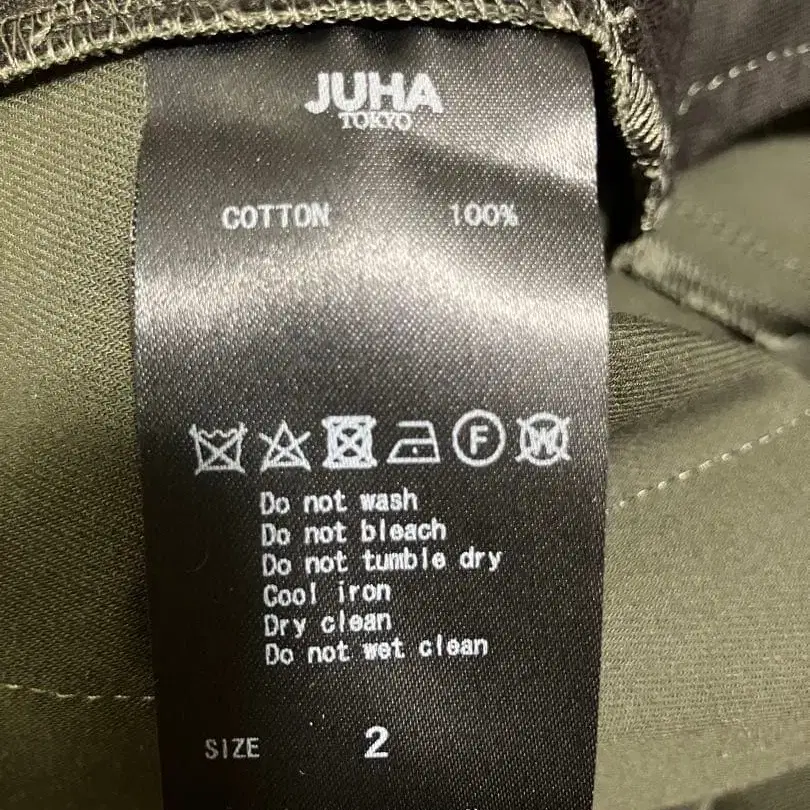 JUHA
TOKYO
COTTON 100%
F W
Do not wash
Do not bleach
Do not tumble dry
Cool iron
Dry clean
Do not wet clean
SIZE 2